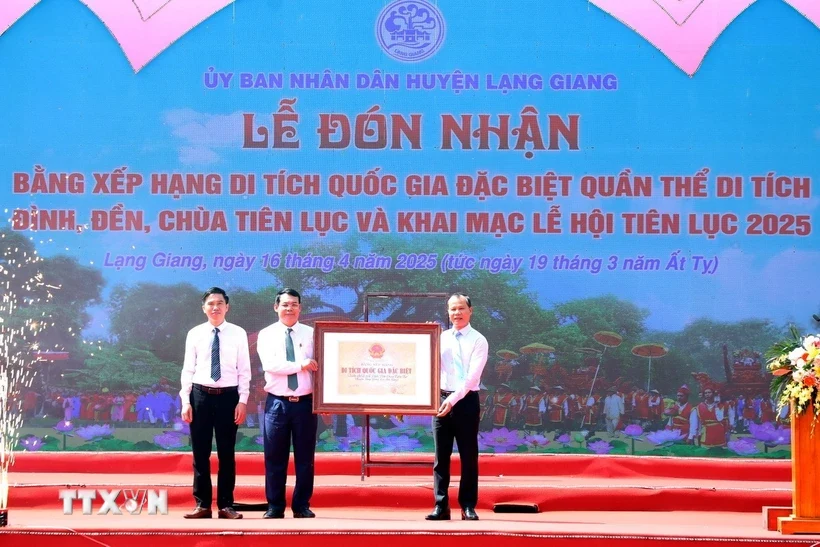 LẠNG GIANG
ỦY BAN NHÂN DÂN HUYỆN LẠNG GIANG
LỄ ĐÓN NHẬN
BẰNG XẾP HẠNG DI TÍCH QUỐC GIA ĐẶC BIỆT QUẦN THỂ DI TÍCH
ĐÌNH, ĐỀN, CHÙA TIÊN LỤC VÀ KHAI MẠC LỄ HỘI TIÊN LỤC 2025
Lạng Giang, ngày 16 tháng 4 năm 2025 (tức ngày 19 tháng 3 năm Ất Tỵ)
DI TÍCH QUỐC GIA ĐẶC BIỆT
TTXVN